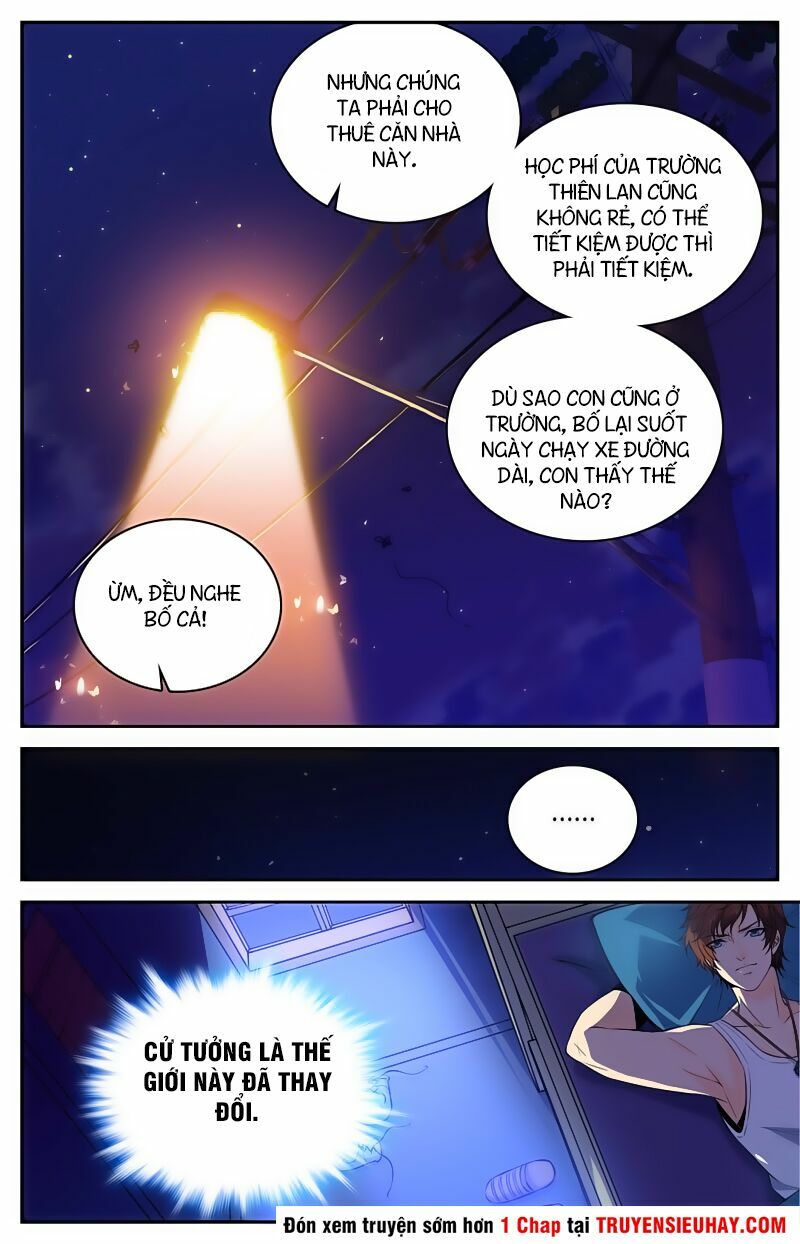 NHƯNG CHÚNG
TA PHẢI CHO
THUÊ CĂN NHÀ
NÀY.
HỌC PHÍ CỦA TRƯỜNG
THIÊN LAN CŨNG
KHÔNG RẺ, CÓ THỂ
TIẾT KIỆM ĐƯỢC THÌ
PHẢI TIẾT KIỆM.
DÙ SAO CON CŨNG Ở
TRƯỜNG, BỐ LẠI SUỐT
NGÀY CHẠY XE ĐƯỜNG
DÀI, CON THẤY THẾ
NÀO?
ỪM, ĐỀU NGHE
BỐ CẢ!
......
CỨ TƯỞNG LÀ THẾ
GIỚI NÀY ĐÃ THAY
ĐỔI.
Đón xem truyện sớm hơn 1 Chap tại TRUYENSIEUHAY.COM